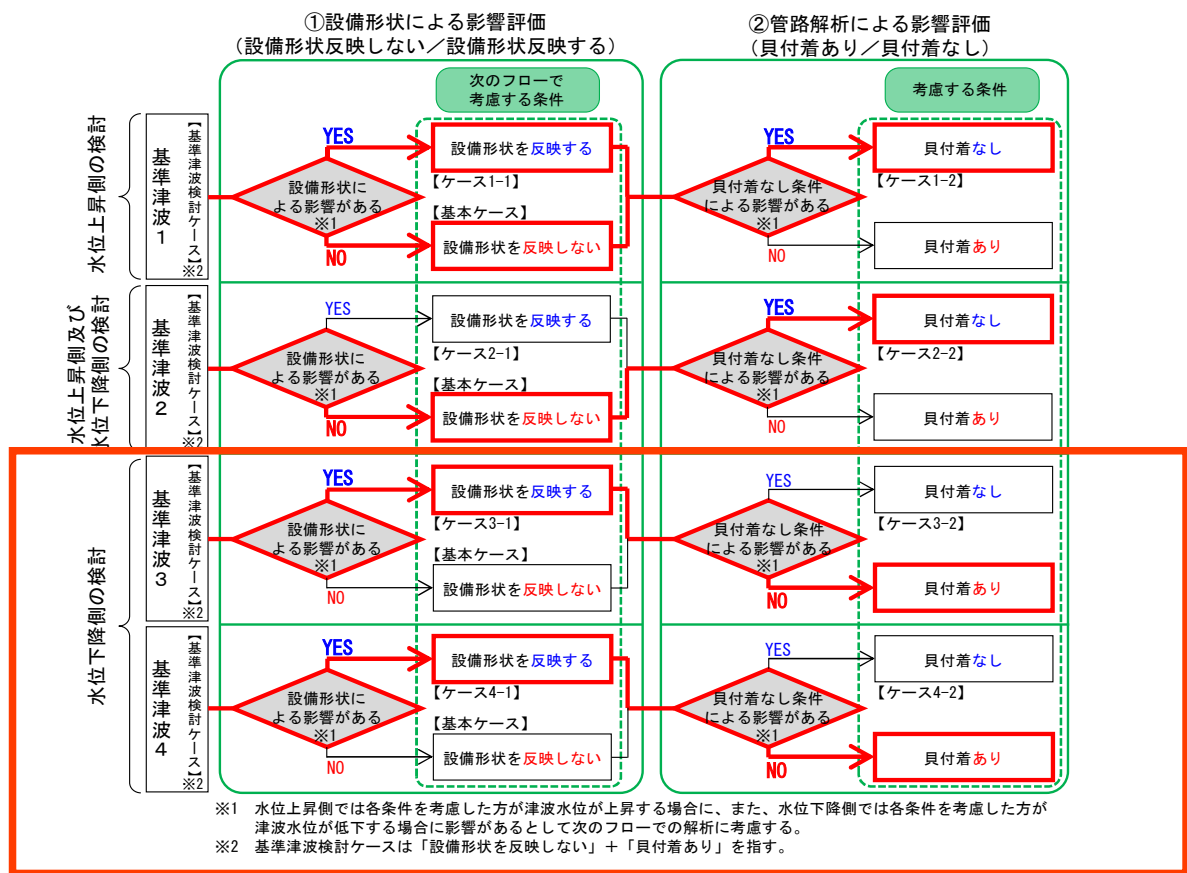 ①設備形状による影響評価
（設備形状反映しない／設備形状反映する）
②管路解析による影響評価
（貝付着あり／貝付着なし）
次のフローで
考慮する条件
考慮する条件
水位上昇側の検討
基準津波１
【基準津波検討ケース】※2
設備形状に
よる影響がある
※1
YES
設備形状を反映する
【ケース1-1】
【基本ケース】
NO
設備形状を反映しない
貝付着なし条件
による影響がある
※1
YES
貝付着なし
【ケース1-2】
NO
貝付着あり
水位上昇側及び
水位下降側の検討
基準津波２
【基準津波検討ケース】※2
設備形状に
よる影響がある
※1
YES
設備形状を反映する
【ケース2-1】
【基本ケース】
NO
設備形状を反映しない
貝付着なし条件
による影響がある
※1
YES
貝付着なし
【ケース2-2】
NO
貝付着あり
水位下降側の検討
基準津波３
【基準津波検討ケース】※2
設備形状に
よる影響がある
※1
YES
設備形状を反映する
【ケース3-1】
【基本ケース】
NO
設備形状を反映しない
貝付着なし条件
による影響がある
※1
YES
貝付着なし
【ケース3-2】
NO
貝付着あり
基準津波４
【基準津波検討ケース】※2
設備形状に
よる影響がある
※1
YES
設備形状を反映する
【ケース4-1】
【基本ケース】
NO
設備形状を反映しない
貝付着なし条件
による影響がある
※1
YES
貝付着なし
【ケース4-2】
NO
貝付着あり
※1　水位上昇側では各条件を考慮した方が津波水位が上昇する場合に、また、水位下降側では各条件を考慮した方が
津波水位が低下する場合に影響があるとして次のフローでの解析に考慮する。
※2　基準津波検討ケースは「設備形状を反映しない」＋「貝付着あり」を指す。